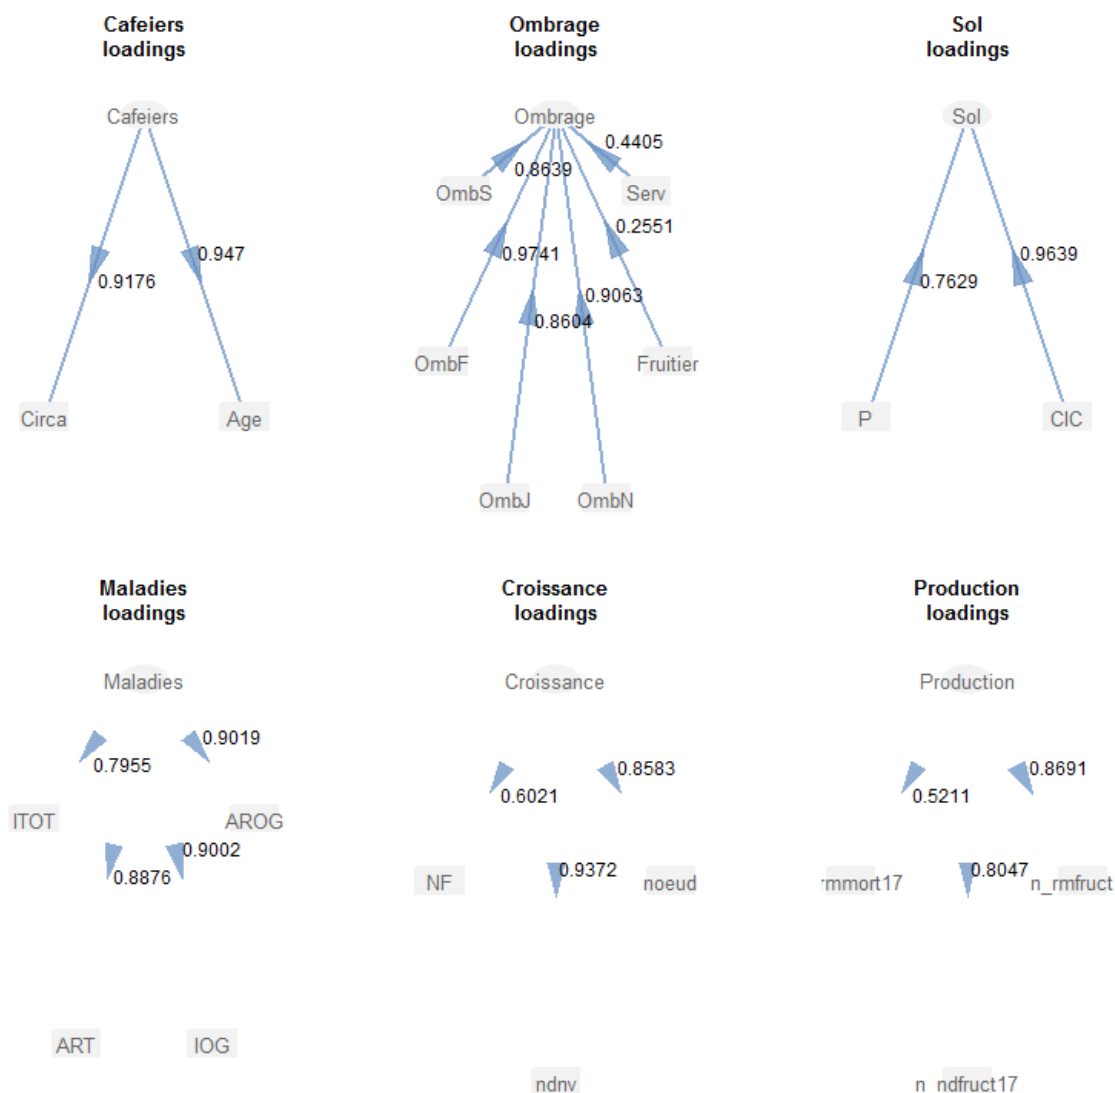 Cafeiers
loadings
Cafeiers
0.9176
0.947
Circa
Age
Ombrage
loadings
Ombrage
0.4405
0.8639
OmbS
Serv
0.2551
0.9741
0.9063
0.8604
OmbF
Fruitier
OmbJ
OmbN
Sol
loadings
Sol
0.9639
0.7629
P
CIC
Maladies
loadings
Maladies
0.9019
0.7955
ITOT
AROG
0.9002
0.8876
ART
IOG
Croissance
loadings
Croissance
0.8583
0.6021
0.9372
NF
noeud
ndnv
Production
loadings
Production
0.8691
0.5211
0.8047
rmmort17
n_rmfruct
n_ndfruct17